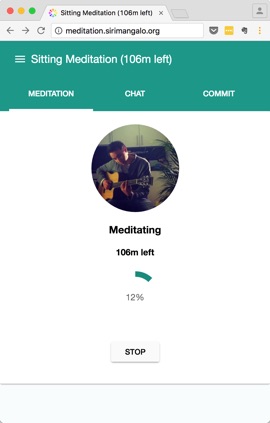 Sitting Meditation (106m left)
meditation.sirimangalo.org
Sitting Meditation (106m left)
MEDITATION CHAT COMMIT
Meditating
106m left
12%
STOP